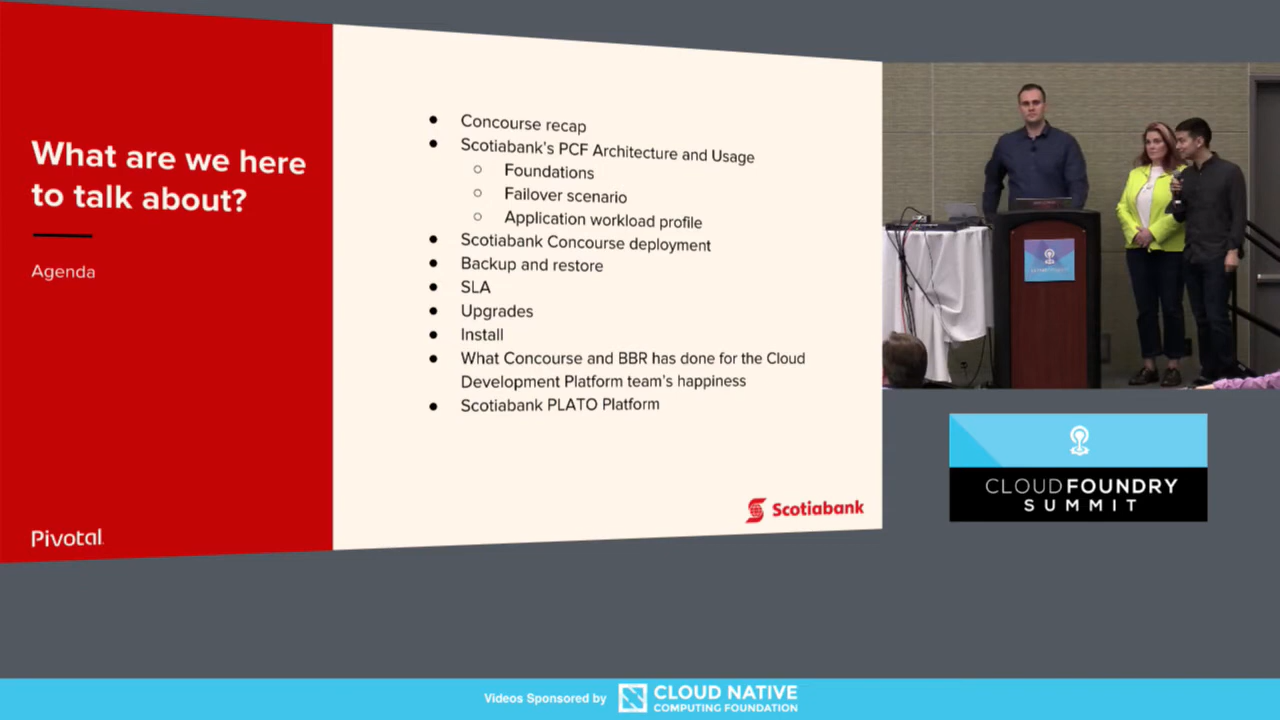 What are we here
to talk about?
Agenda
Pivotal
● Concourse recap
● Scotiabank's PCF Architecture and Usage
○ Foundations
○ Failover scenario
○ Application workload profile
● Scotiabank Concourse deployment
● Backup and restore
● SLA
● Upgrades
● Install
● What Concourse and BBR has done for the Cloud
Development Platform team's happiness
● Scotiabank PLATO Platform
Scotiabank
CLOUD FOUNDRY
SUMMIT
Videos Sponsored by
CLOUD NATIVE
COMPUTING FOUNDATION